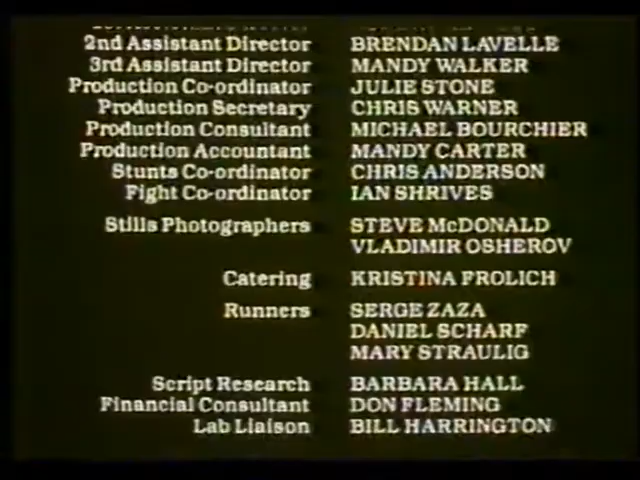 2nd Assistant Director BRENDAN LAVELLE
3rd Assistant Director MANDY WALKER
Production Co-ordinator JULIE STONE
Production Secretary CHRIS WARNER
Production Consultant MICHAEL BOURCHIER
Production Accountant MANDY CARTER
Stunts Co-ordinator CHRIS ANDERSON
Fight Co-ordinator IAN SHRIVES
Stills Photographers STEVE McDONALD
VLADIMIR OSHEROV
Catering KRISTINA FROLICH
Runners SERGE ZAZA
DANIEL SCHARF
MARY STRAULIG
Script Research BARBARA HALL
Financial Consultant DON FLEMING
Lab Liaison BILL HARRINGTON